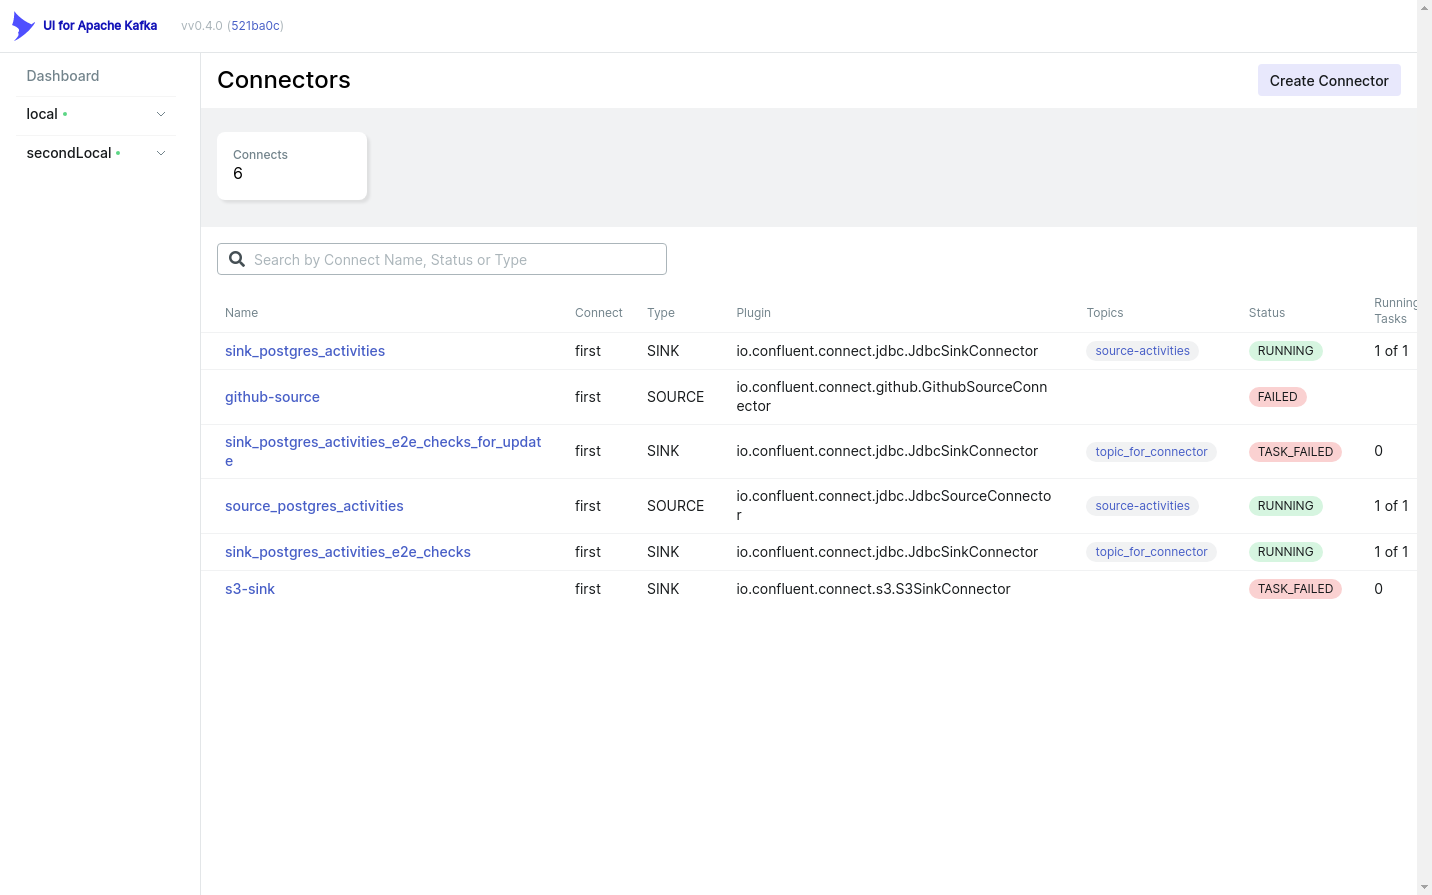 UI for Apache Kafka vv0.4.0 (521ba0c)
Dashboard
local
secondLocal
Connectors
Create Connector
Connects
6
Search by Connect Name, Status or Type
Name Connect Type Plugin Topics Status Running
Tasks
sink_postgres_activities first SINK io.confluent.connect.jdbc.JdbcSinkConnector source-activities RUNNING 1 of 1
github-source first SOURCE io.confluent.connect.github.GithubSourceConn
ector FAILED
sink_postgres_activities_e2e_checks_for_updat
e first SINK io.confluent.connect.jdbc.JdbcSinkConnector topic_for_connector TASK_FAILED 0
source_postgres_activities first SOURCE io.confluent.connect.jdbc.JdbcSourceConnecto
r source-activities RUNNING 1 of 1
sink_postgres_activities_e2e_checks first SINK io.confluent.connect.jdbc.JdbcSinkConnector topic_for_connector RUNNING 1 of 1
s3-sink first SINK io.confluent.connect.s3.S3SinkConnector TASK_FAILED 0